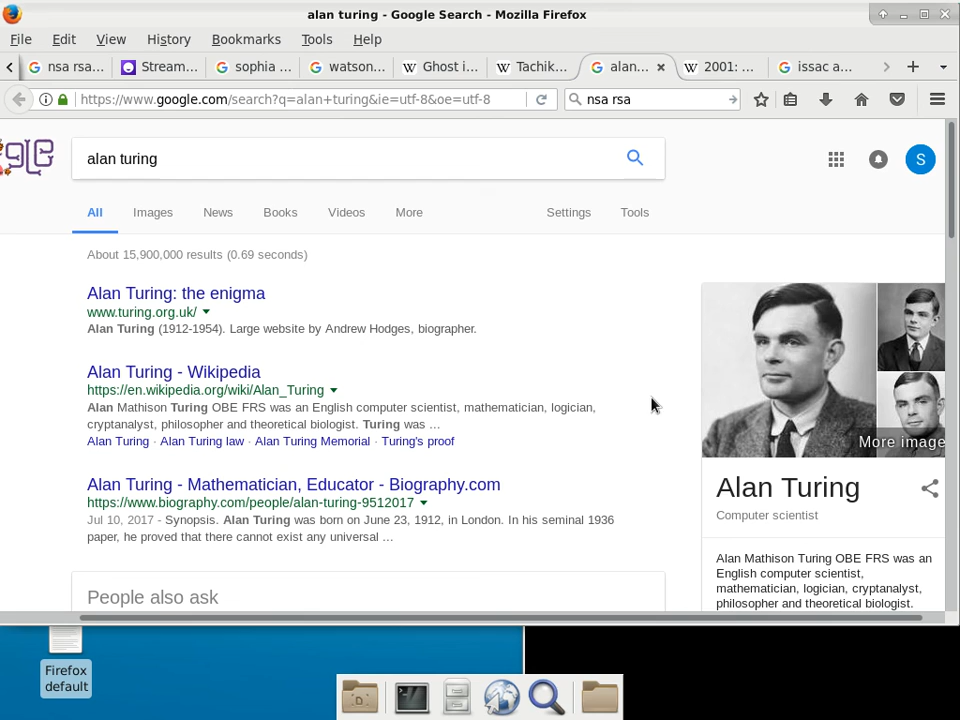 alan turing - Google Search - Mozilla Firefox
File Edit View History Bookmarks Tools Help
nsa rsa... Stream... sophia ... watson... Ghost i... Tachik... alan... 2001: ... issac a...
https://www.google.com/search?q=alan+turing&ie=utf-8&oe=utf-8 nsa rsa
gle
alan turing
S
All Images News Books Videos More Settings Tools
About 15,900,000 results (0.69 seconds)
Alan Turing: the enigma
www.turing.org.uk/
Alan Turing (1912-1954). Large website by Andrew Hodges, biographer.
Alan Turing - Wikipedia
https://en.wikipedia.org/wiki/Alan_Turing
Alan Mathison Turing OBE FRS was an English computer scientist, mathematician, logician,
cryptanalyst, philosopher and theoretical biologist. Turing was ...
Alan Turing · Alan Turing law · Alan Turing Memorial · Turing's proof
Alan Turing - Mathematician, Educator - Biography.com
https://www.biography.com/people/alan-turing-9512017
Jul 10, 2017 - Synopsis. Alan Turing was born on June 23, 1912, in London. In his seminal 1936
paper, he proved that there cannot exist any universal ...
People also ask
More image
Alan Turing
Computer scientist
Alan Mathison Turing OBE FRS was an
English computer scientist,
mathematician, logician, cryptanalyst,
philosopher and theoretical biologist.
Firefox
default